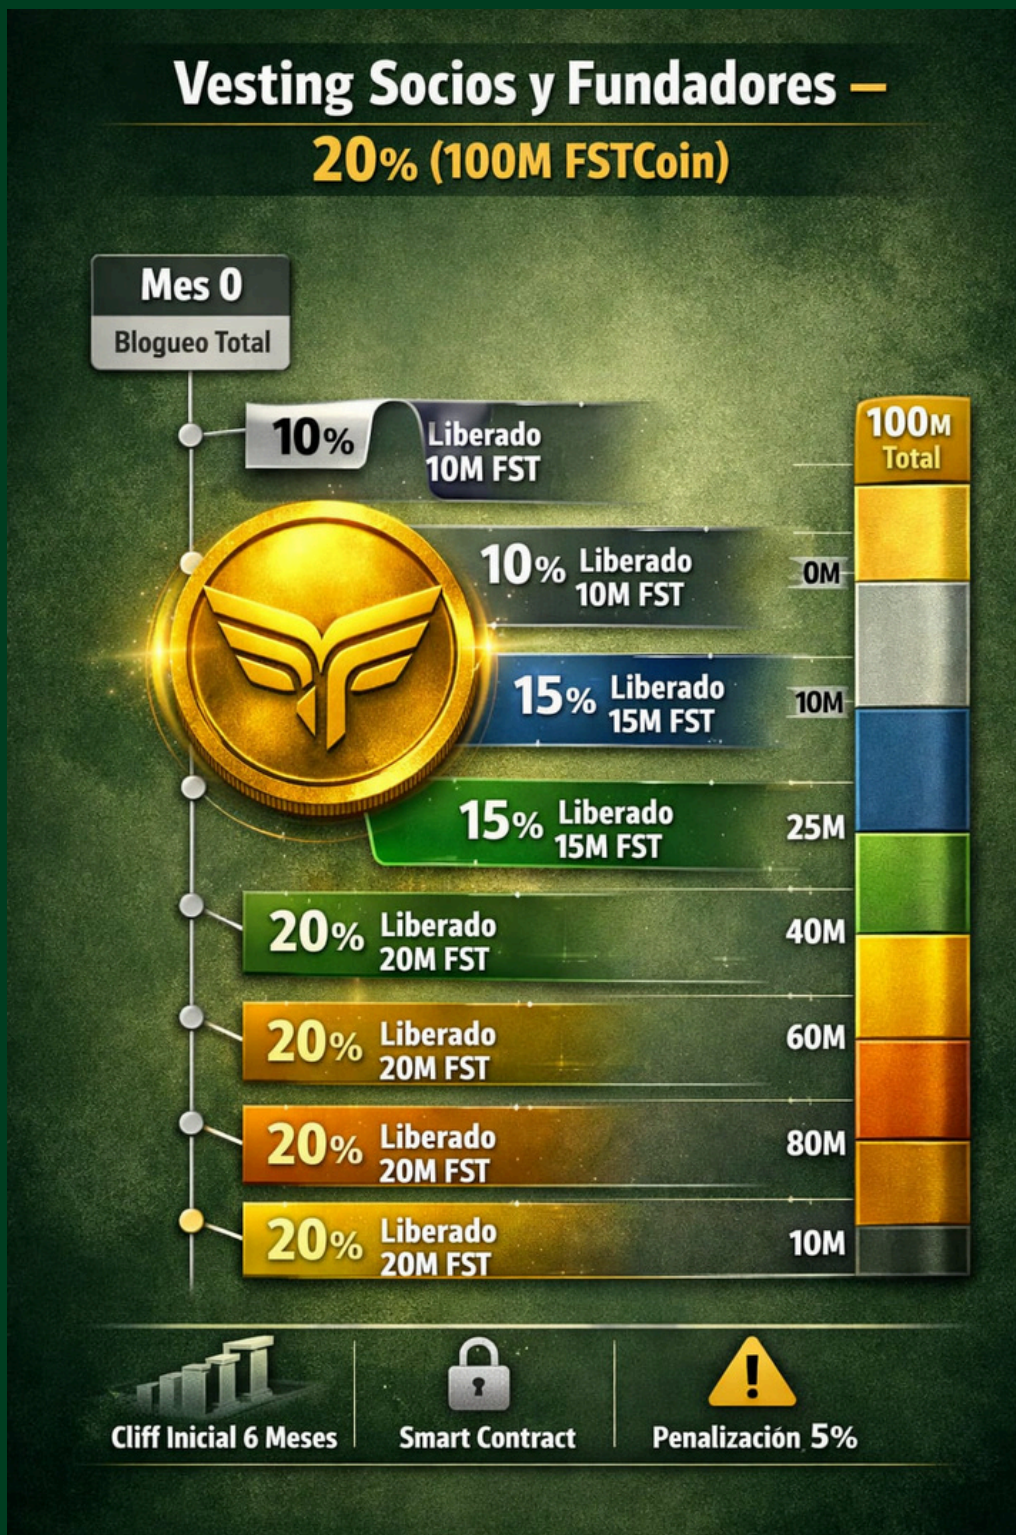 Vesting Socios y Fundadores —
20% (100M FSTCoin)
Mes 0
Blogueo Total
10% Liberado
10M FST
100M
Total
10% Liberado
10M FST
0M
15% Liberado
15M FST
10M
15% Liberado
15M FST
25M
20% Liberado
20M FST
40M
20% Liberado
20M FST
60M
20% Liberado
20M FST
80M
20% Liberado
20M FST
10M
Cliff Inicial 6 Meses
Smart Contract
Penalización 5%